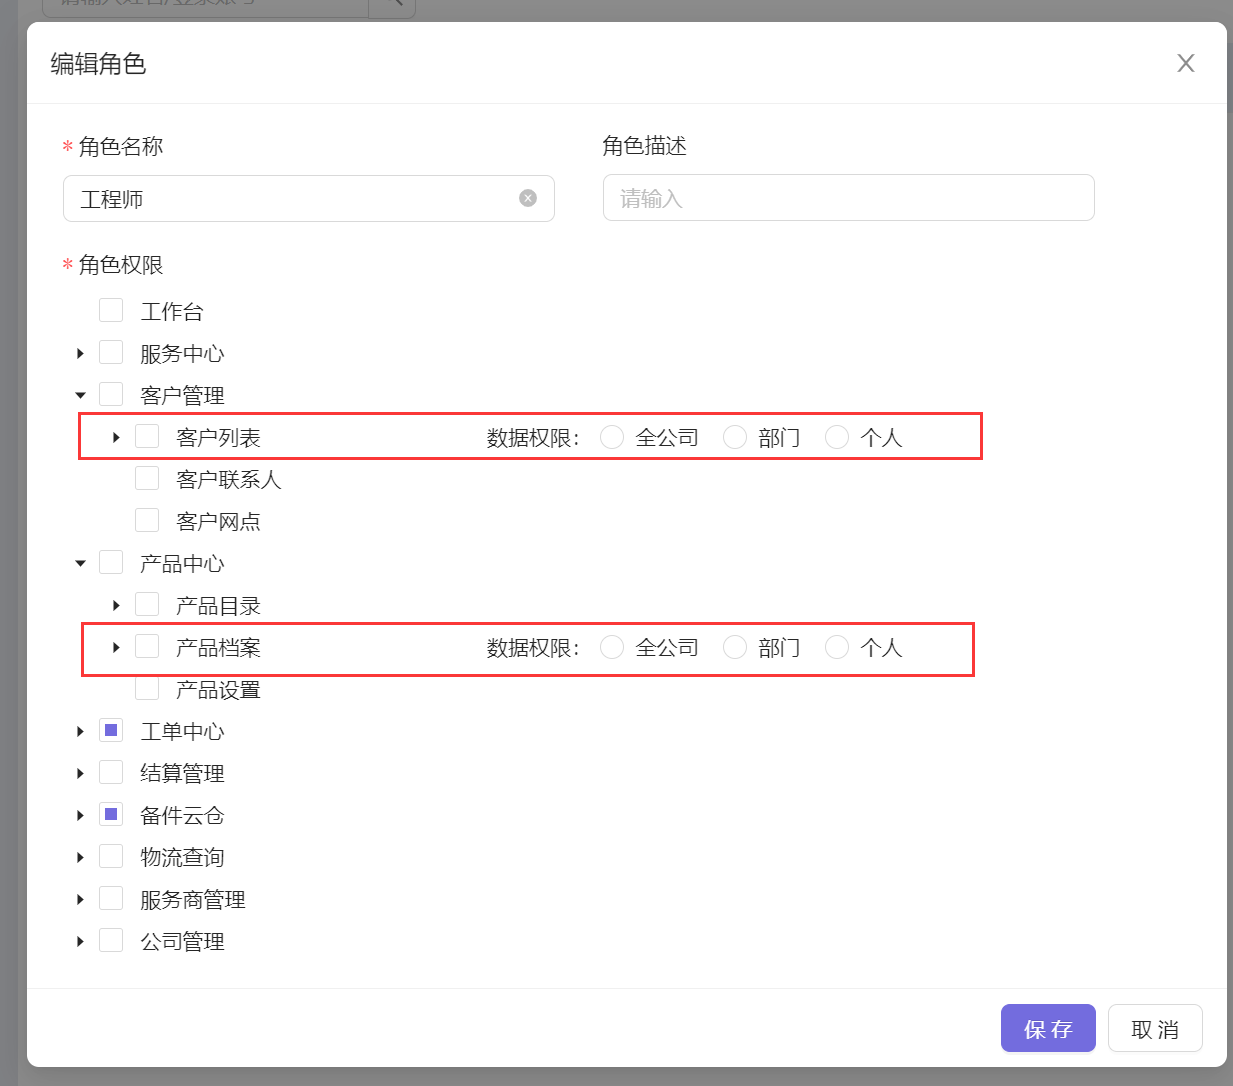 编辑角色
* 角色名称
角色描述
工程师
请输入
* 角色权限
工作台
服务中心
客户管理
客户列表 数据权限： 全公司 部门 个人
客户联系人
客户网点
产品中心
产品目录
产品档案 数据权限： 全公司 部门 个人
产品设置
工单中心
结算管理
备件云仓
物流查询
服务商管理
公司管理
保存 取消